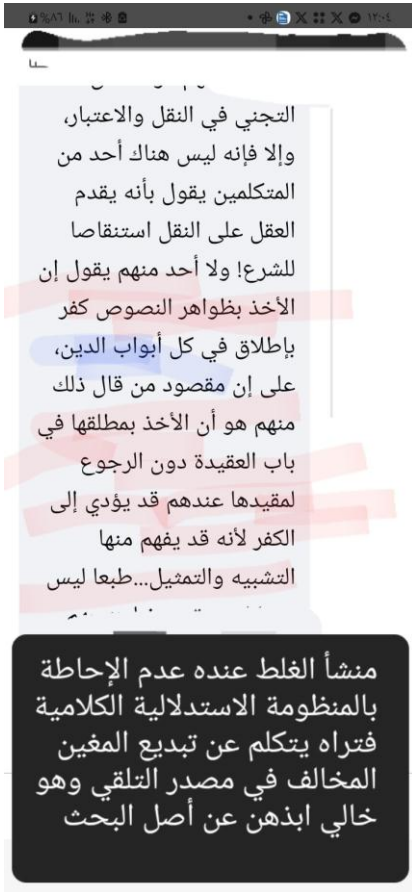 ١٢:٠٤
%٨٦
التجني في النقل والاعتبار،
وإلا فإنه ليس هناك أحد من
المتكلمين يقول بأنه يقدم
العقل على النقل استنقاصا
للشرع! ولا أحد منهم يقول إن
الأخذ بظواهر النصوص كفر
بإطلاق في كل أبواب الدين،
على إن مقصود من قال ذلك
منهم هو أن الأخذ بمطلقها في
باب العقيدة دون الرجوع
لمقيدها عندهم قد يؤدي إلى
الكفر لأنه قد يفهم منها
التشبيه والتمثيل...طبعا ليس
منشأ الغلط عنده عدم الإحاطة
بالمنظومة الاستدلالية الكلامية
فتراه يتكلم عن تبديع المغين
المخالف في مصدر التلقي وهو
خالي ابذهن عن أصل البحث